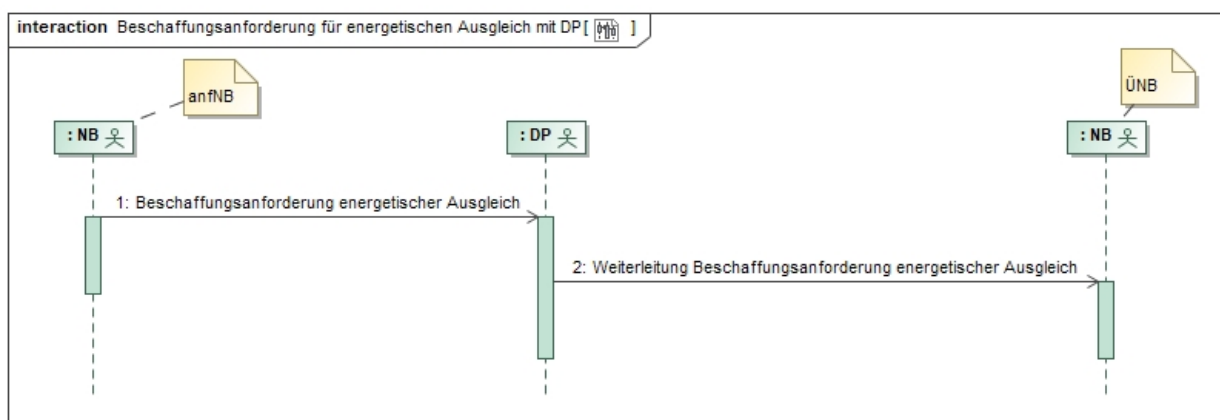 interaction Beschaffungsanforderung für energetischen Ausgleich mit DP[ ]
anfNB
ÜNB
: NB
: DP
: NB
1: Beschaffungsanforderung energetischer Ausgleich
2: Weiterleitung Beschaffungsanforderung energetischer Ausgleich